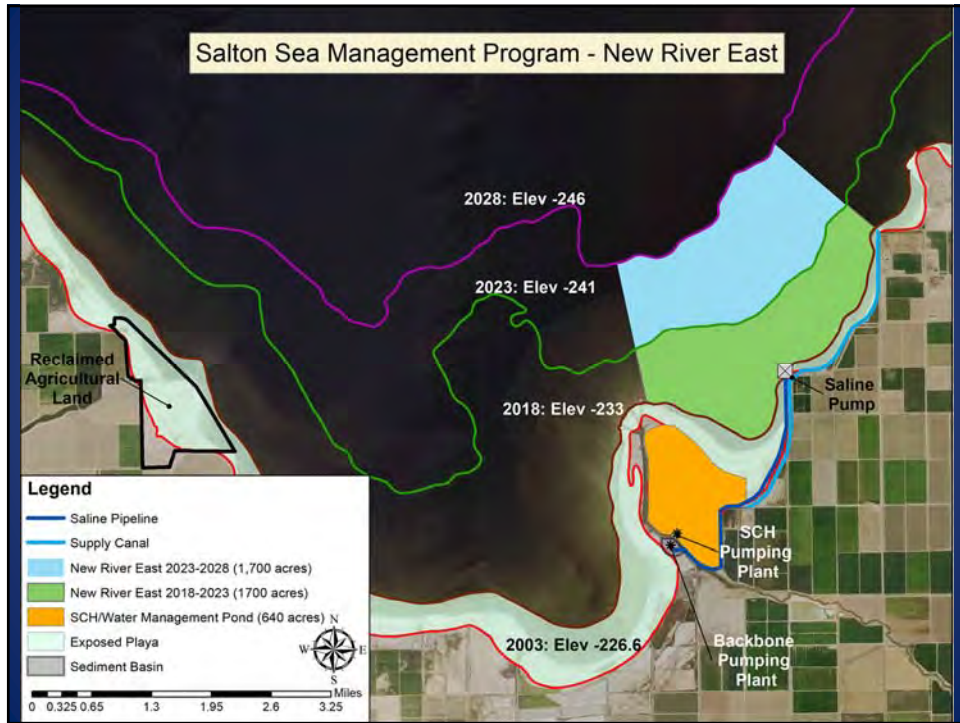 Salton Sea Management Program - New River East
2028: Elev -246
2023: Elev -241
Reclaimed
Agricultural
Land
2018: Elev -233
Saline
Pump
SCH
Pumping
Plant
2003: Elev -226.6
Backbone
Pumping
Plant
Legend
Saline Pipeline
Supply Canal
New River East 2023-2028 (1,700 acres)
New River East 2018-2023 (1700 acres)
SCH/Water Management Pond (640 acres)
Exposed Playa
Sediment Basin
N
W E
S
Miles
0 0.325 0.65 1.3 1.95 2.6 3.25